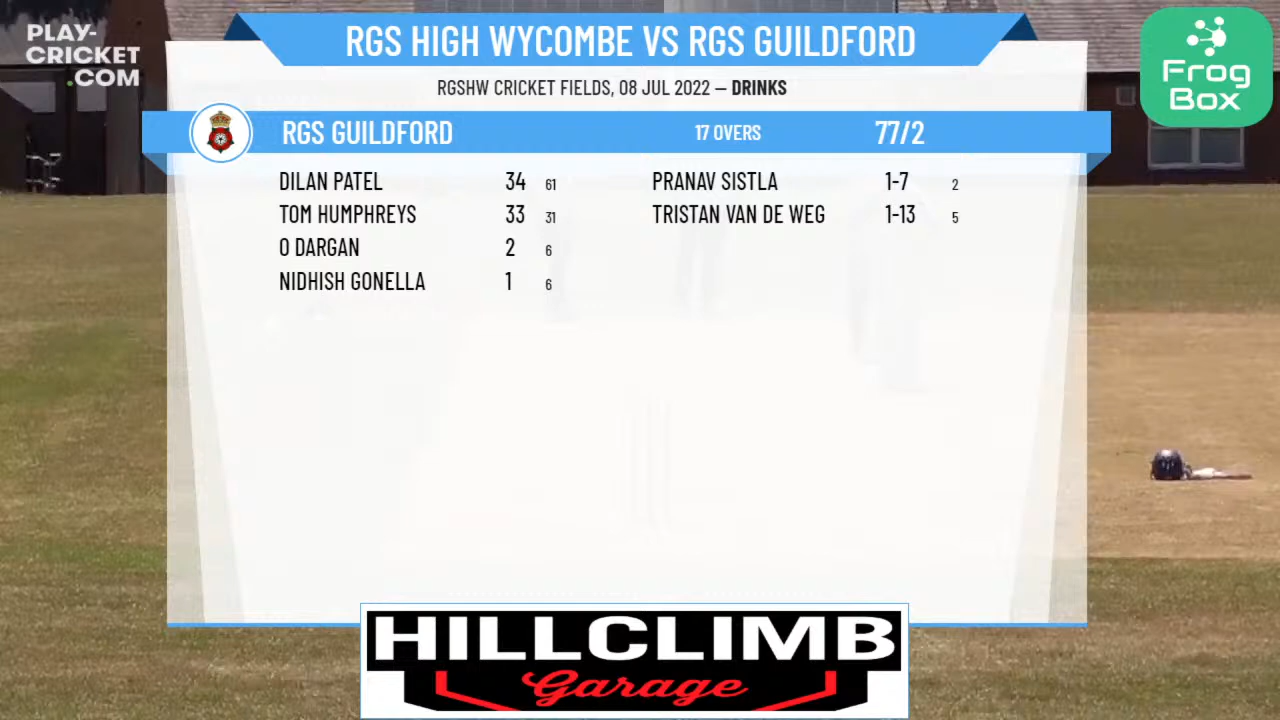 PLAY-
CRICKET
.COM
RGS HIGH WYCOMBE VS RGS GUILDFORD
Frog
Box
RGSHW CRICKET FIELDS, 08 JUL 2022 – DRINKS
RGS GUILDFORD 17 OVERS 77/2
DILAN PATEL 34 61 PRANAV SISTLA 1-7 2
TOM HUMPHREYS 33 31 TRISTAN VAN DE WEG 1-13 5
O DARGAN 2 6
NIDHISH GONELLA 1 6
HILLCLIMB
Garage